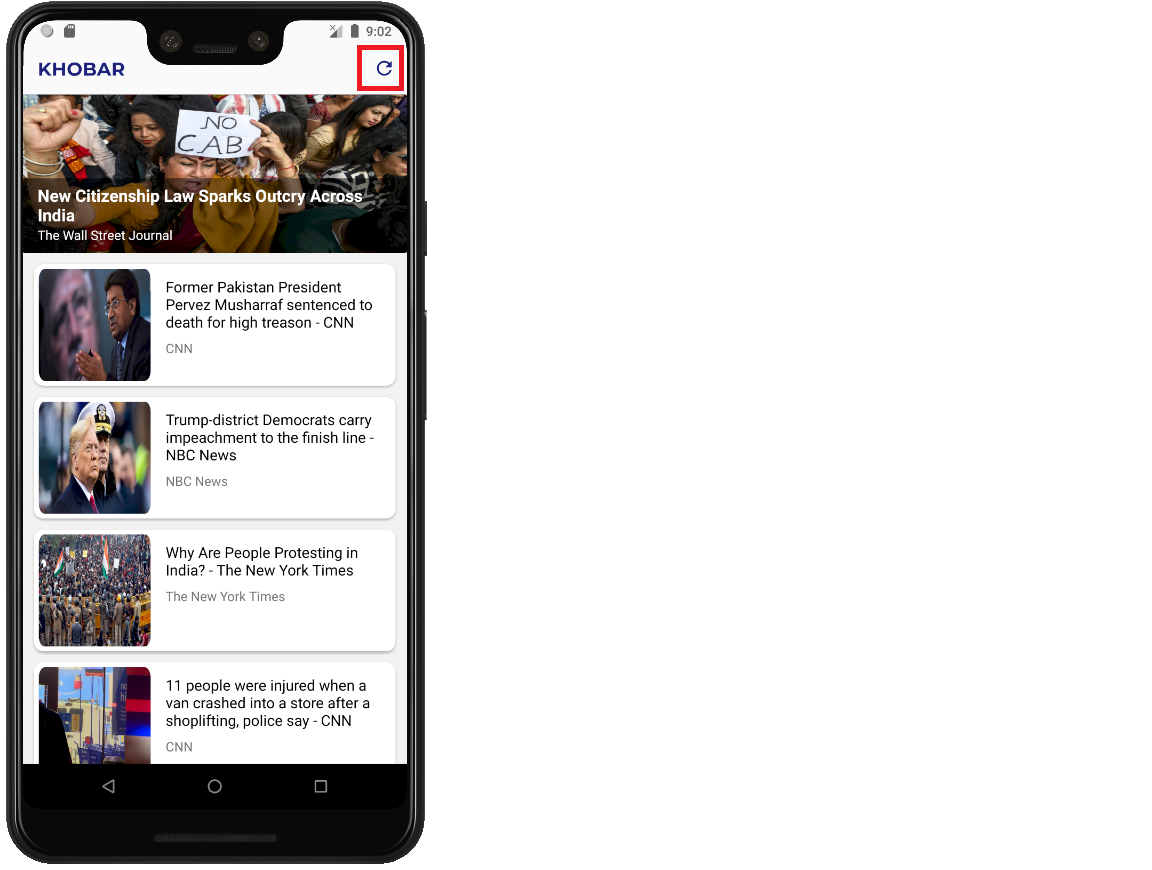 9:02
KHOBAR
NO
CAB
New Citizenship Law Sparks Outcry Across
India
The Wall Street Journal
Former Pakistan President
Pervez Musharraf sentenced to
death for high treason - CNN
CNN
Trump-district Democrats carry
impeachment to the finish line -
NBC News
NBC News
Why Are People Protesting in
India? - The New York Times
The New York Times
11 people were injured when a
van crashed into a store after a
shoplifting, police say - CNN
CNN